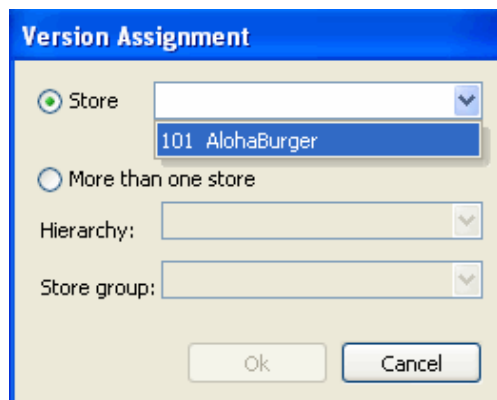 Version Assignment
Store
101 AlohaBurger
More than one store
Hierarchy:
Store group:
Ok Cancel